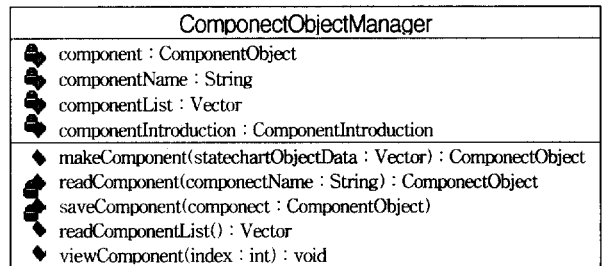 ComponectObjectManager
component : ComponentObject
componentName : String
componentList : Vector
componentIntroduction : ComponentIntroduction
makeComponent(statechartObjectData : Vector) : ComponectObject
readComponent(componectName : String) : ComponectObject
saveComponent(componect : ComponentObject)
readComponentList() : Vector
viewComponent(index : int) : void